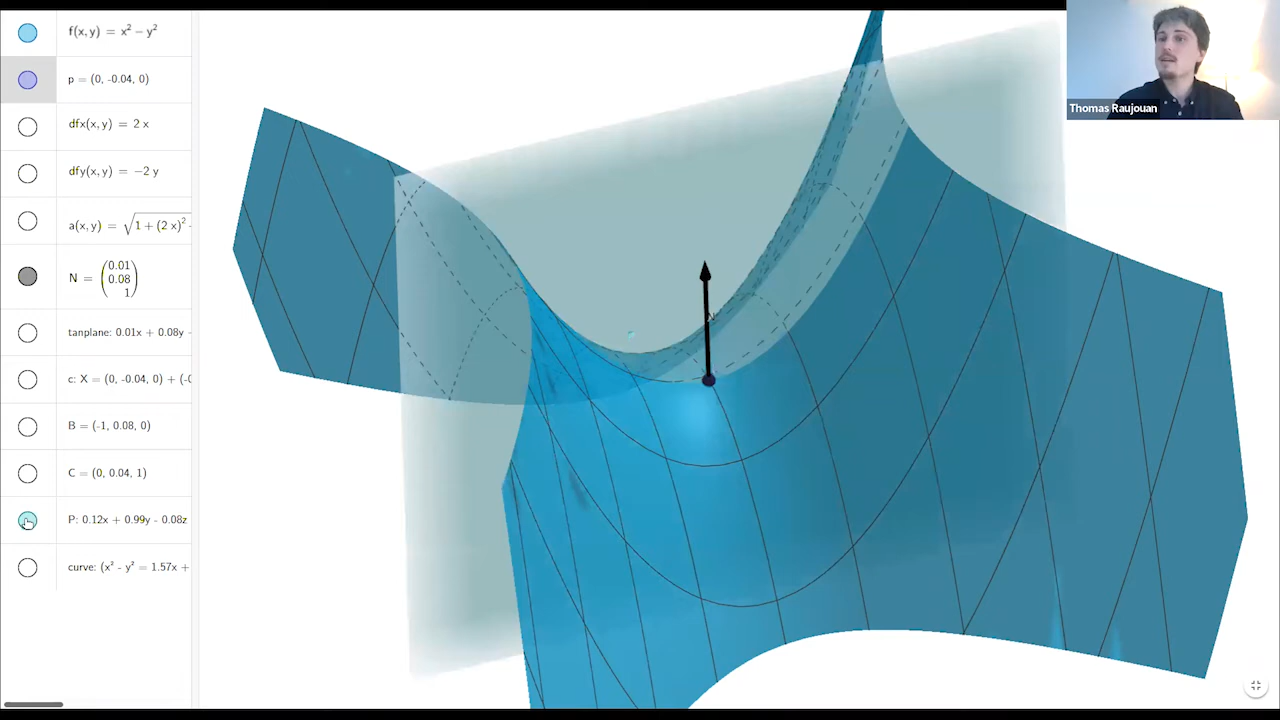 f(x, y) = x² − y²
p = (0, -0.04, 0)
dfx(x, y) = 2 x
dfy(x, y) = −2 y
a(x, y) = √1 + (2 x)² -
N = (0.01
0.08
1)
tanplane: 0.01x + 0.08y -
c: X = (0, -0.04, 0) + (-0
B = (-1, 0.08, 0)
C = (0, 0.04, 1)
P: 0.12x + 0.99y - 0.08z
curve: (x² - y² = 1.57x +
N
Thomas Raujouan